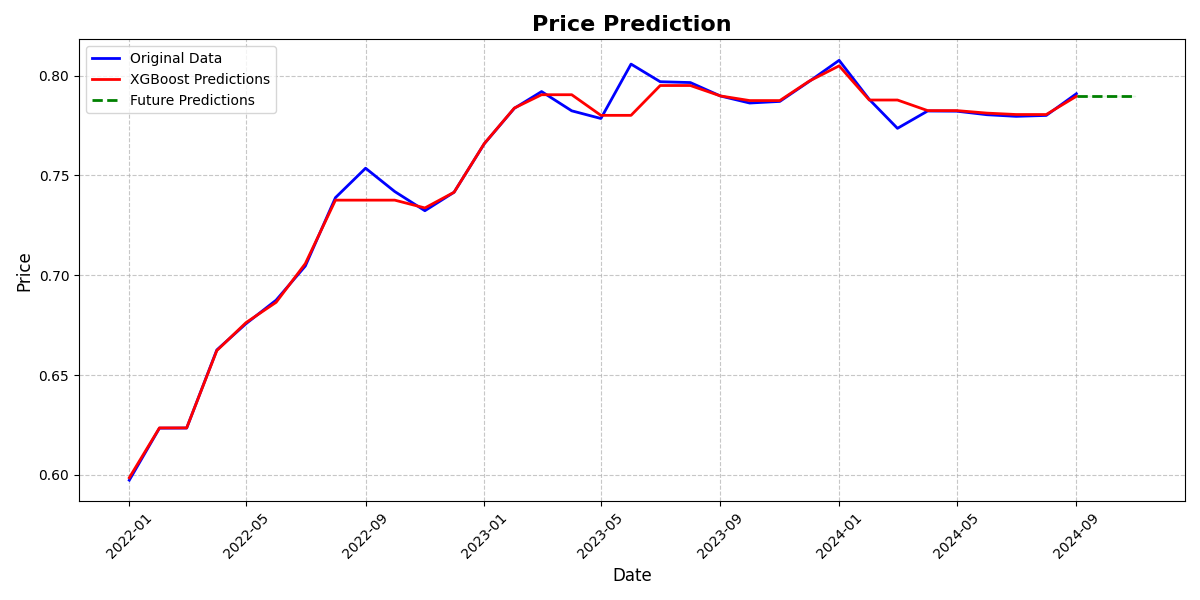 Price Prediction
Original Data
XGBoost Predictions
Future Predictions
Price
0.80
0.75
0.70
0.65
0.60
2022-01
2022-05
2022-09
2023-01
2023-05
2023-09
2024-01
2024-05
2024-09
Date